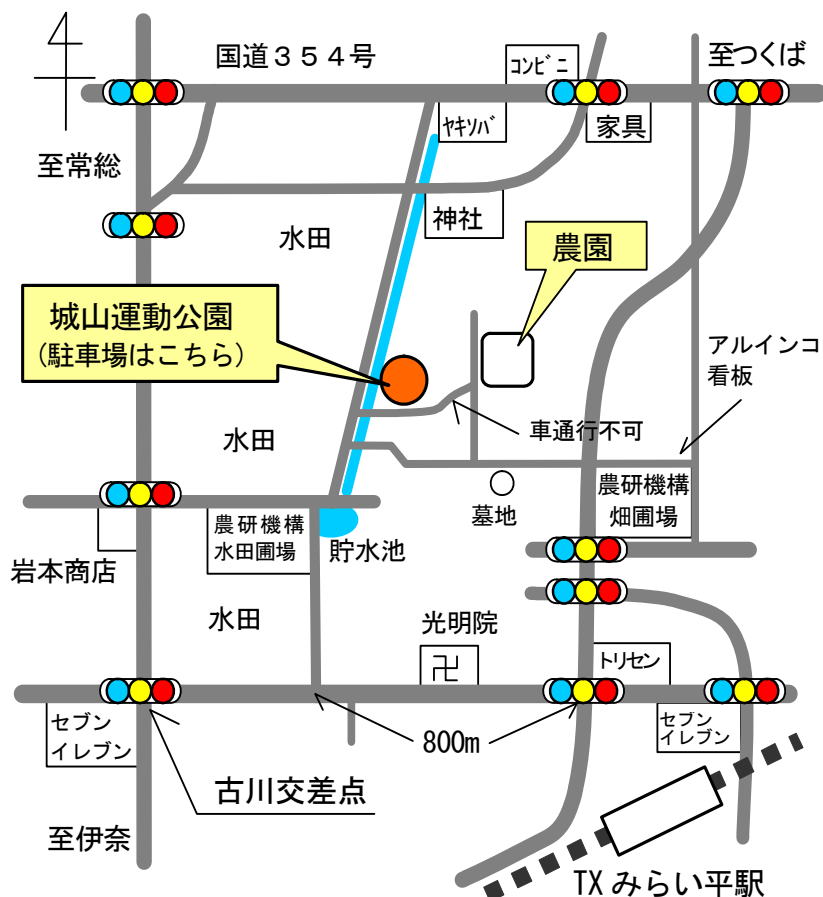 国道３５４号
コンビニ
至つくば
ヤキソバ
家具
至常総
神社
水田
農園
城山運動公園
(駐車場はこちら)
アルインコ
看板
水田
車通行不可
農研機構
畑圃場
墓地
農研機構
水田圃場
貯水池
岩本商店
水田
光明院
卍
トリセン
セブン
イレブン
800m
セブン
イレブン
古川交差点
至伊奈
TXみらい平駅